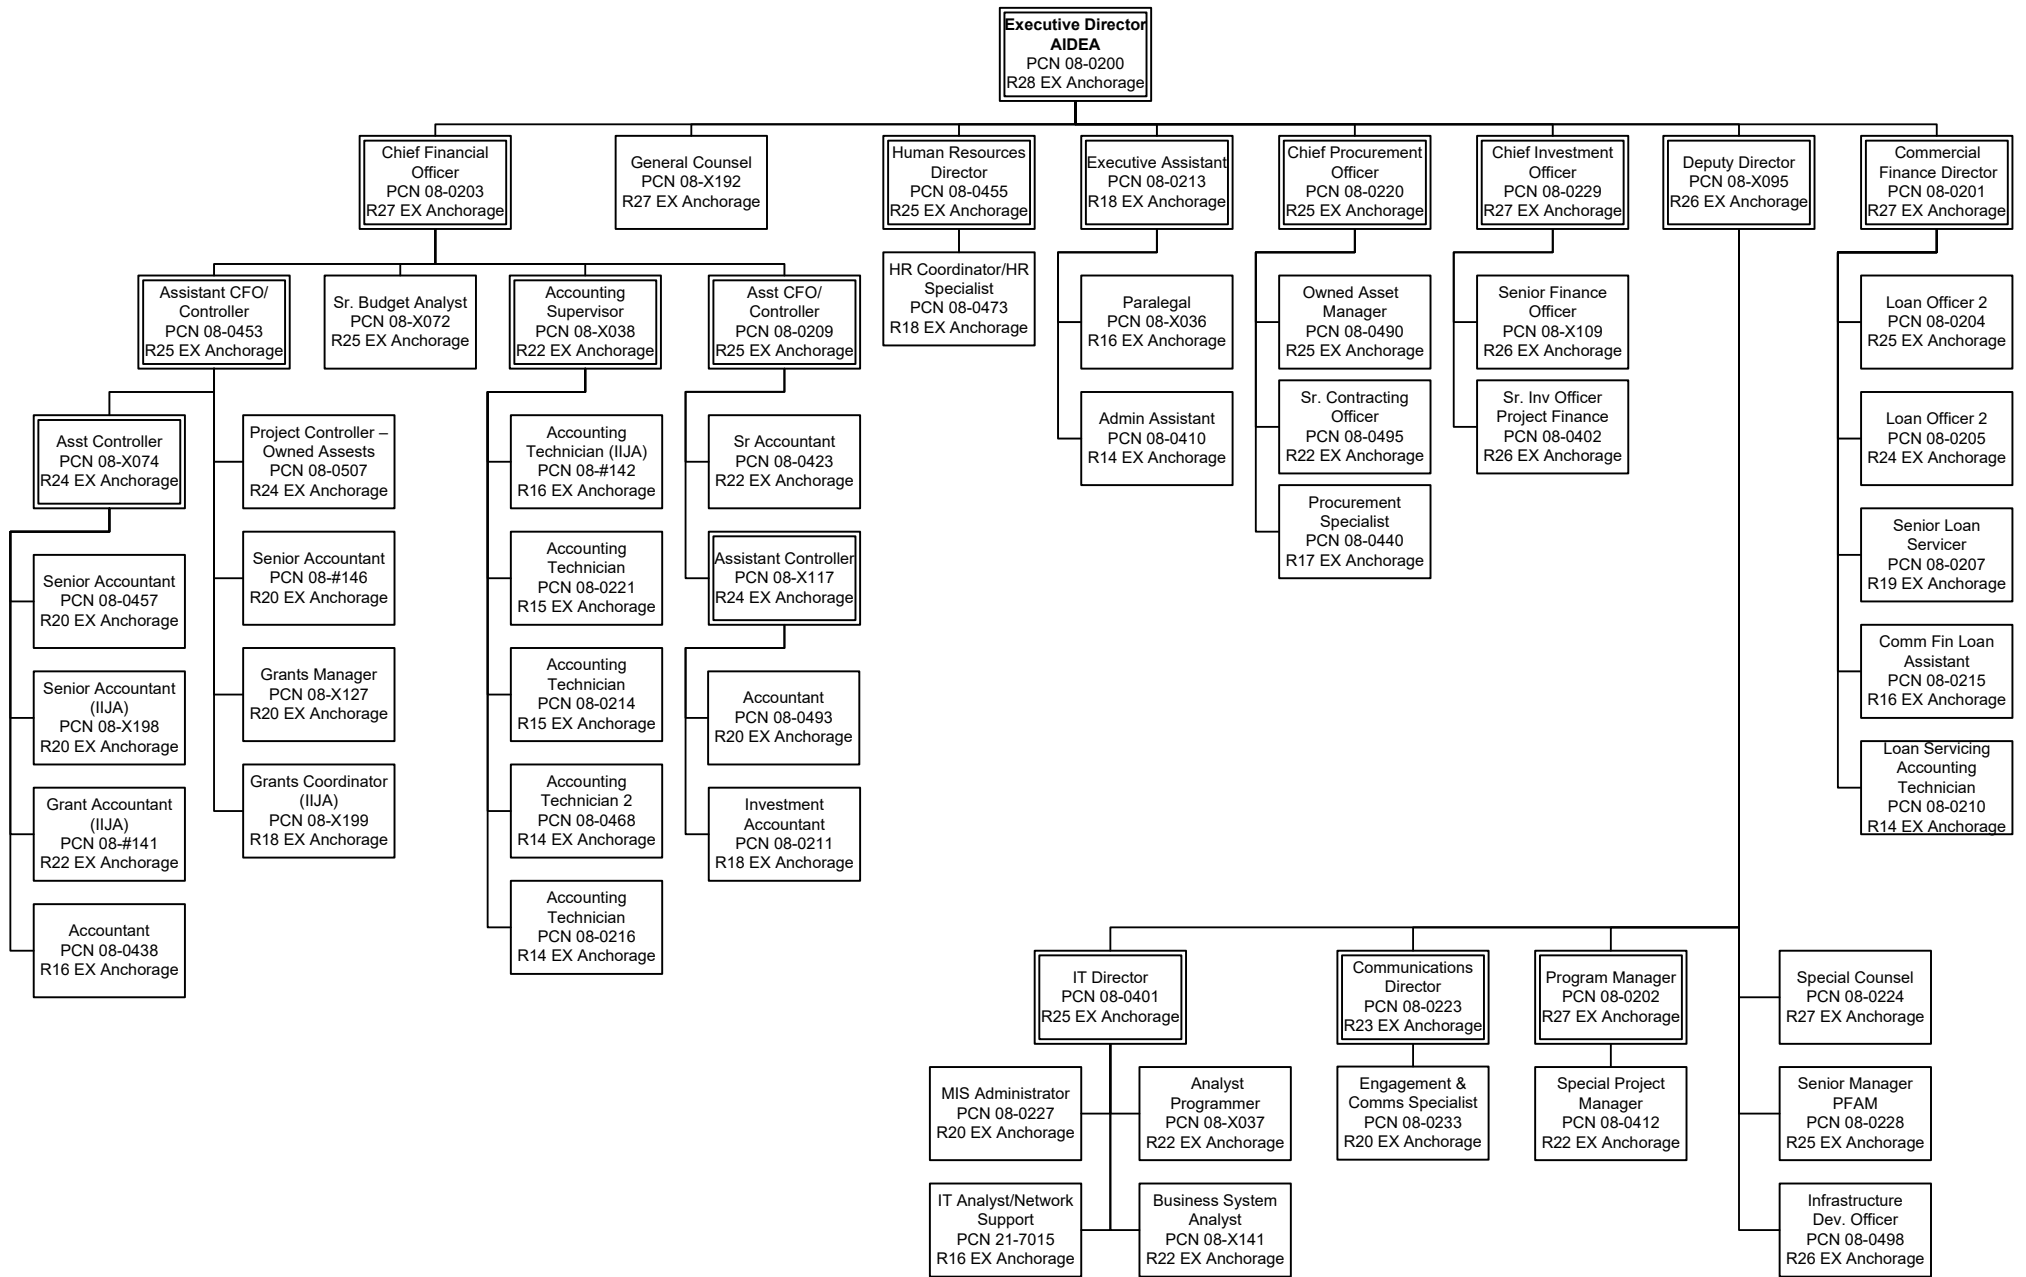 Executive Director
AIDEA
PCN 08-0200
R28 EX Anchorage
Chief Financial
Officer
PCN 08-0203
R27 EX Anchorage
General Counsel
PCN 08-X192
R27 EX Anchorage
Human Resources
Director
PCN 08-0455
R25 EX Anchorage
Executive Assistant
PCN 08-0213
R18 EX Anchorage
Chief Procurement
Officer
PCN 08-0220
R25 EX Anchorage
Chief Investment
Officer
PCN 08-0229
R27 EX Anchorage
Deputy Director
PCN 08-X095
R26 EX Anchorage
Commercial
Finance Director
PCN 08-0201
R27 EX Anchorage
Assistant CFO/
Controller
PCN 08-0453
R25 EX Anchorage
Sr. Budget Analyst
PCN 08-X072
R25 EX Anchorage
Accounting
Supervisor
PCN 08-X038
R22 EX Anchorage
Asst CFO/
Controller
PCN 08-0209
R25 EX Anchorage
HR Coordinator/HR
Specialist
PCN 08-0473
R18 EX Anchorage
Paralegal
PCN 08-X036
R16 EX Anchorage
Owned Asset
Manager
PCN 08-0490
R25 EX Anchorage
Senior Finance
Officer
PCN 08-X109
R26 EX Anchorage
Loan Officer 2
PCN 08-0204
R25 EX Anchorage
Asst Controller
PCN 08-X074
R24 EX Anchorage
Project Controller –
Owned Assests
PCN 08-0507
R24 EX Anchorage
Accounting
Technician (IIJA)
PCN 08-#142
R16 EX Anchorage
Sr Accountant
PCN 08-0423
R22 EX Anchorage
Admin Assistant
PCN 08-0410
R14 EX Anchorage
Sr. Contracting
Officer
PCN 08-0495
R22 EX Anchorage
Sr. Inv Officer
Project Finance
PCN 08-0402
R26 EX Anchorage
Loan Officer 2
PCN 08-0205
R24 EX Anchorage
Procurement
Specialist
PCN 08-0440
R17 EX Anchorage
Senior Accountant
PCN 08-0457
R20 EX Anchorage
Senior Accountant
PCN 08-#146
R20 EX Anchorage
Accounting
Technician
PCN 08-0221
R15 EX Anchorage
Assistant Controller
PCN 08-X117
R24 EX Anchorage
Senior Loan
Servicer
PCN 08-0207
R19 EX Anchorage
Senior Accountant
(IIJA)
PCN 08-X198
R20 EX Anchorage
Grants Manager
PCN 08-X127
R20 EX Anchorage
Accounting
Technician
PCN 08-0214
R15 EX Anchorage
Accountant
PCN 08-0493
R20 EX Anchorage
Comm Fin Loan
Assistant
PCN 08-0215
R16 EX Anchorage
Grant Accountant
(IIJA)
PCN 08-#141
R22 EX Anchorage
Grants Coordinator
(IIJA)
PCN 08-X199
R18 EX Anchorage
Accounting
Technician 2
PCN 08-0468
R14 EX Anchorage
Investment
Accountant
PCN 08-0211
R18 EX Anchorage
Loan Servicing
Accounting
Technician
PCN 08-0210
R14 EX Anchorage
Accountant
PCN 08-0438
R16 EX Anchorage
Accounting
Technician
PCN 08-0216
R14 EX Anchorage
IT Director
PCN 08-0401
R25 EX Anchorage
Communications
Director
PCN 08-0223
R23 EX Anchorage
Program Manager
PCN 08-0202
R27 EX Anchorage
Special Counsel
PCN 08-0224
R27 EX Anchorage
MIS Administrator
PCN 08-0227
R20 EX Anchorage
Analyst
Programmer
PCN 08-X037
R22 EX Anchorage
Engagement &
Comms Specialist
PCN 08-0233
R20 EX Anchorage
Special Project
Manager
PCN 08-0412
R22 EX Anchorage
Senior Manager
PFAM
PCN 08-0228
R25 EX Anchorage
IT Analyst/Network
Support
PCN 21-7015
R16 EX Anchorage
Business System
Analyst
PCN 08-X141
R22 EX Anchorage
Infrastructure
Dev. Officer
PCN 08-0498
R26 EX Anchorage